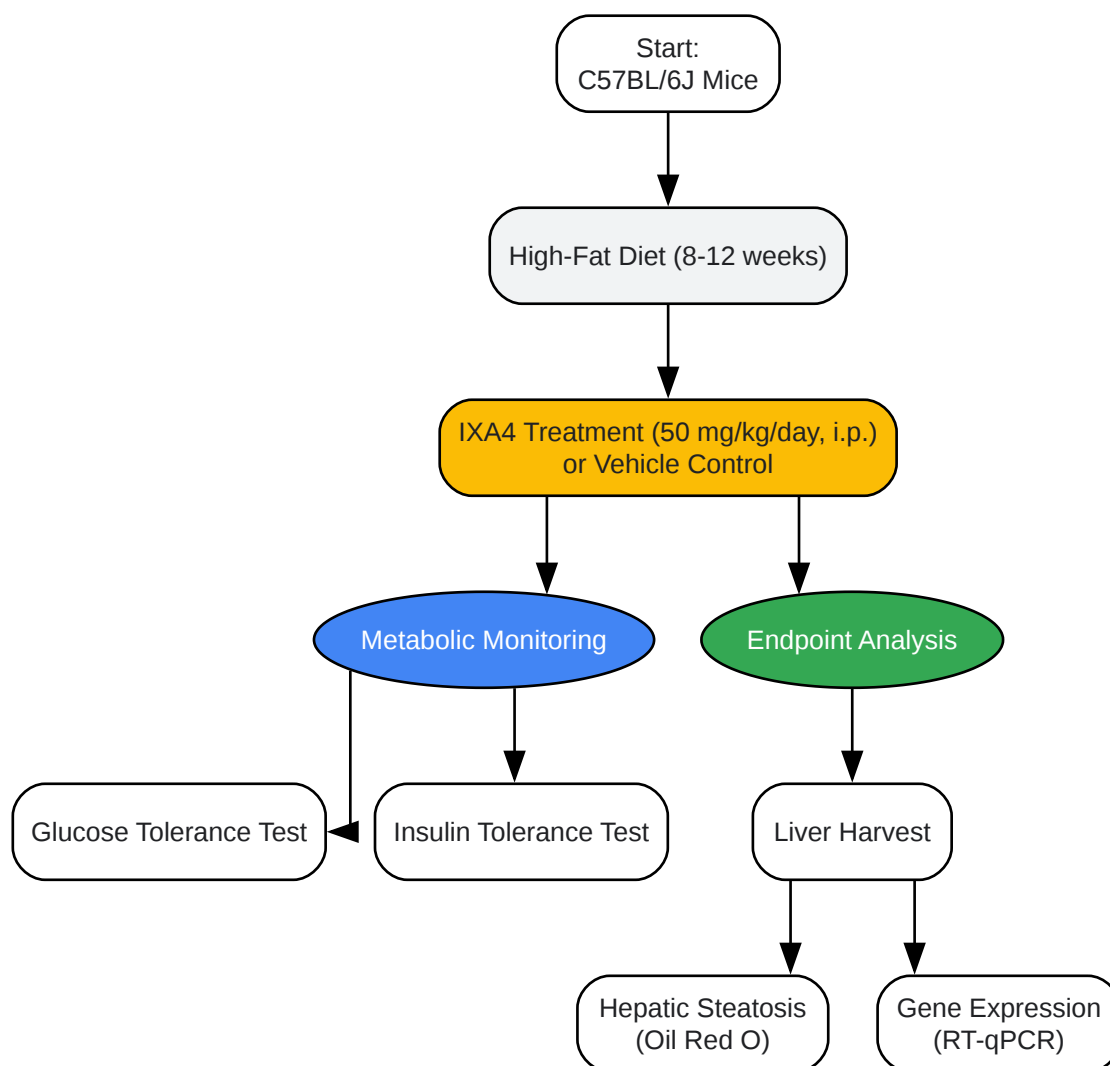 Start:
C57BL/6J Mice
High-Fat Diet (8-12 weeks)
IXA4 Treatment (50 mg/kg/day, i.p.)
or Vehicle Control
Metabolic Monitoring
Endpoint Analysis
Glucose Tolerance Test
Insulin Tolerance Test
Liver Harvest
Hepatic Steatosis
(Oil Red O)
Gene Expression
(RT-qPCR)